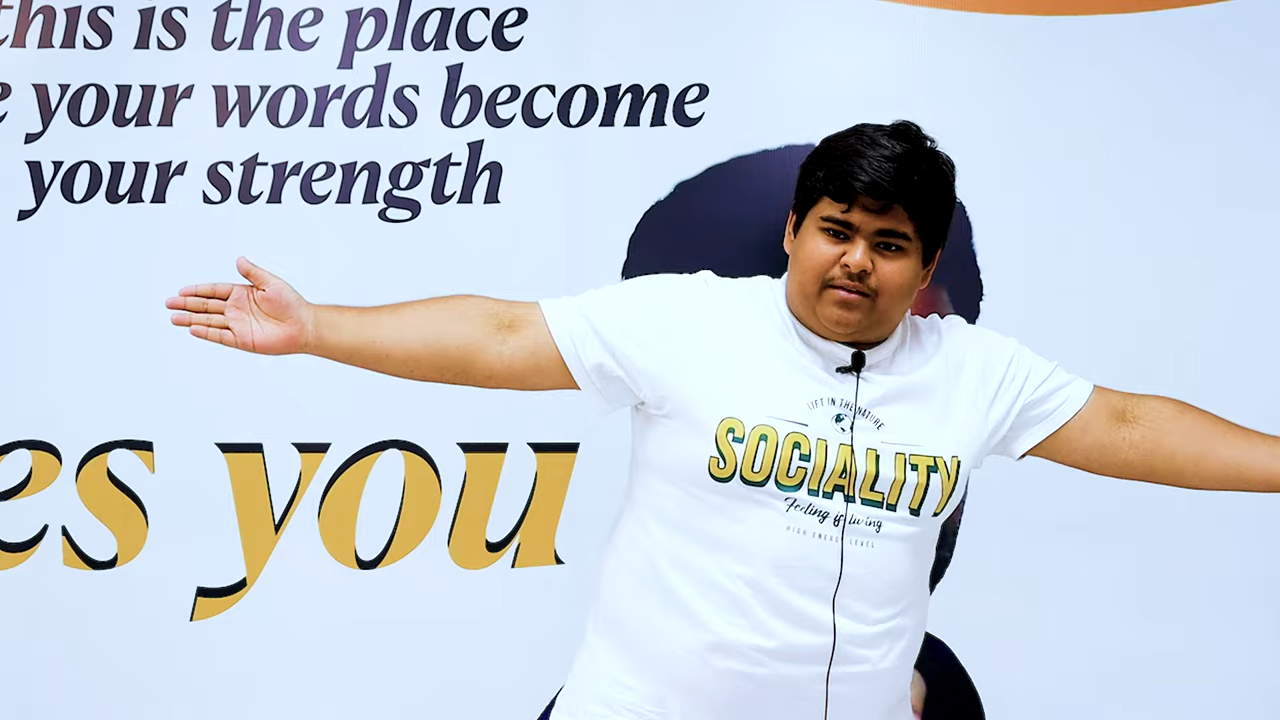 this is the place
e your words become
your strength
es you
LIFT IN THE NATURE
SOCIALITY
Feeling is living
HIGH ENERGY LEVEL